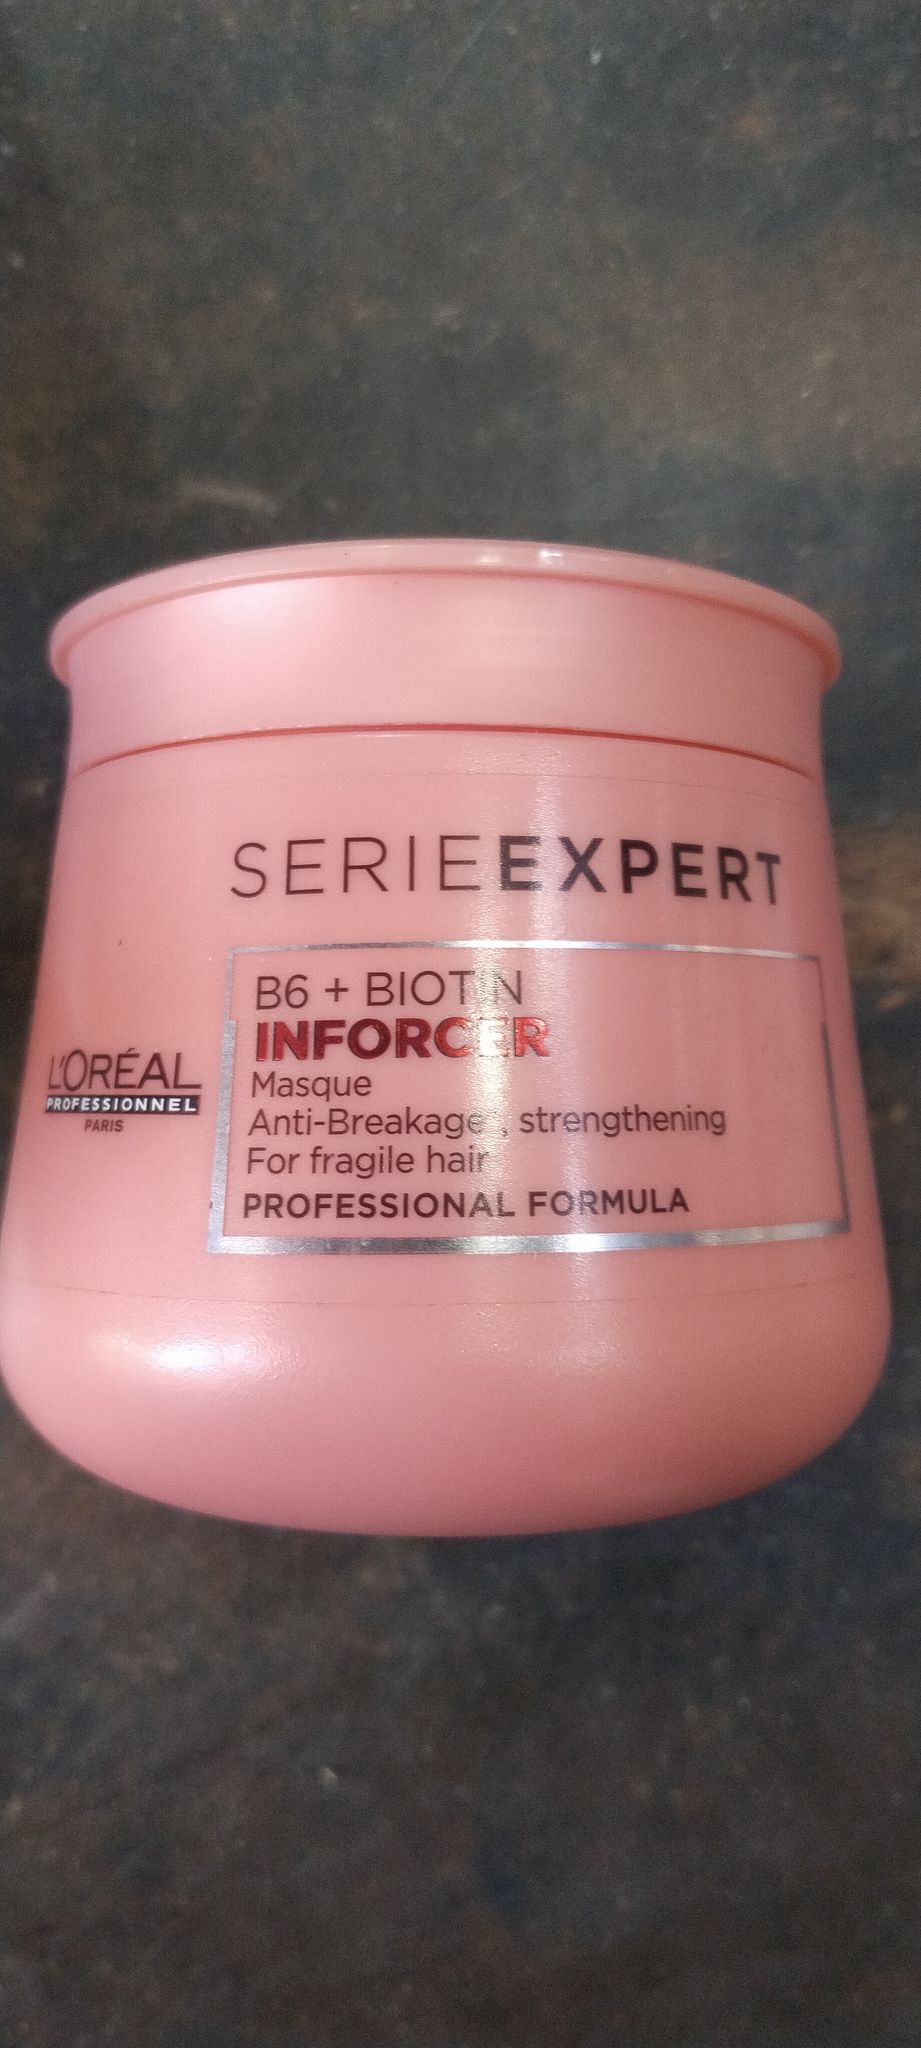 SERIEEXPERT
B6 + BIOTIN
INFORCER
Masque
Anti-Breakage, strengthening
For fragile hair
PROFESSIONAL FORMULA
L'ORÉAL
PROFESSIONNEL
PARIS